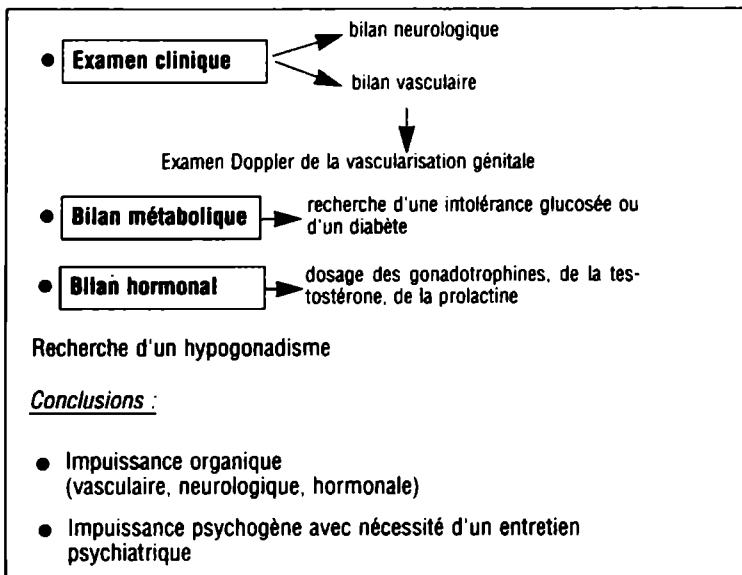 bilan neurologique
● Examen clinique
bilan vasculaire
Examen Doppler de la vascularisation génitale
● Bilan métabolique
recherche d'une intolérance glucosée ou
d'un diabète
● Bilan hormonal
dosage des gonadotrophines, de la tes-
tostérone, de la prolactine
Recherche d'un hypogonadisme
Conclusions :
● Impuissance organique
(vasculaire, neurologique, hormonale)
● Impuissance psychogène avec nécessité d'un entretien
psychiatrique